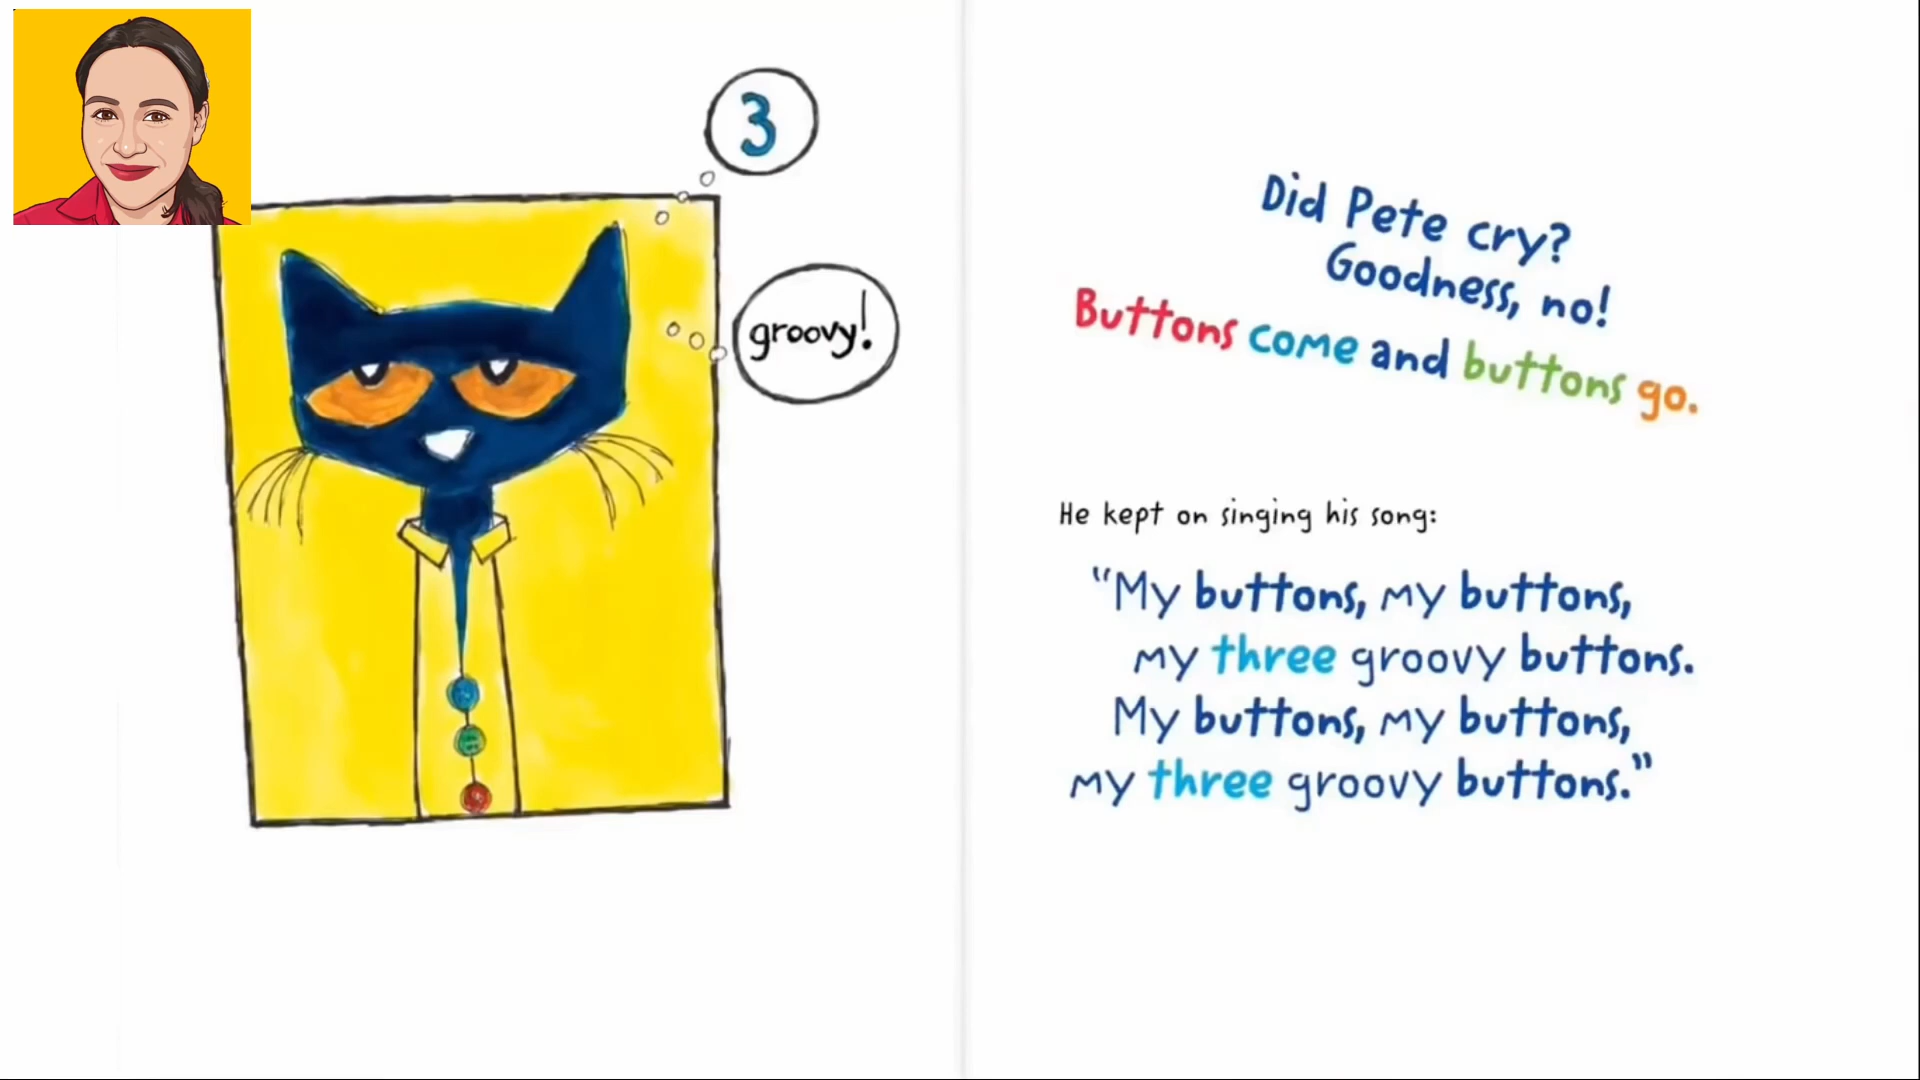 3
groovy!
Did Pete cry?
Goodness, no!
Buttons come and buttons go.
He kept on singing his song:
“My buttons, my buttons,
my three groovy buttons.
My buttons, my buttons,
my three groovy buttons.”